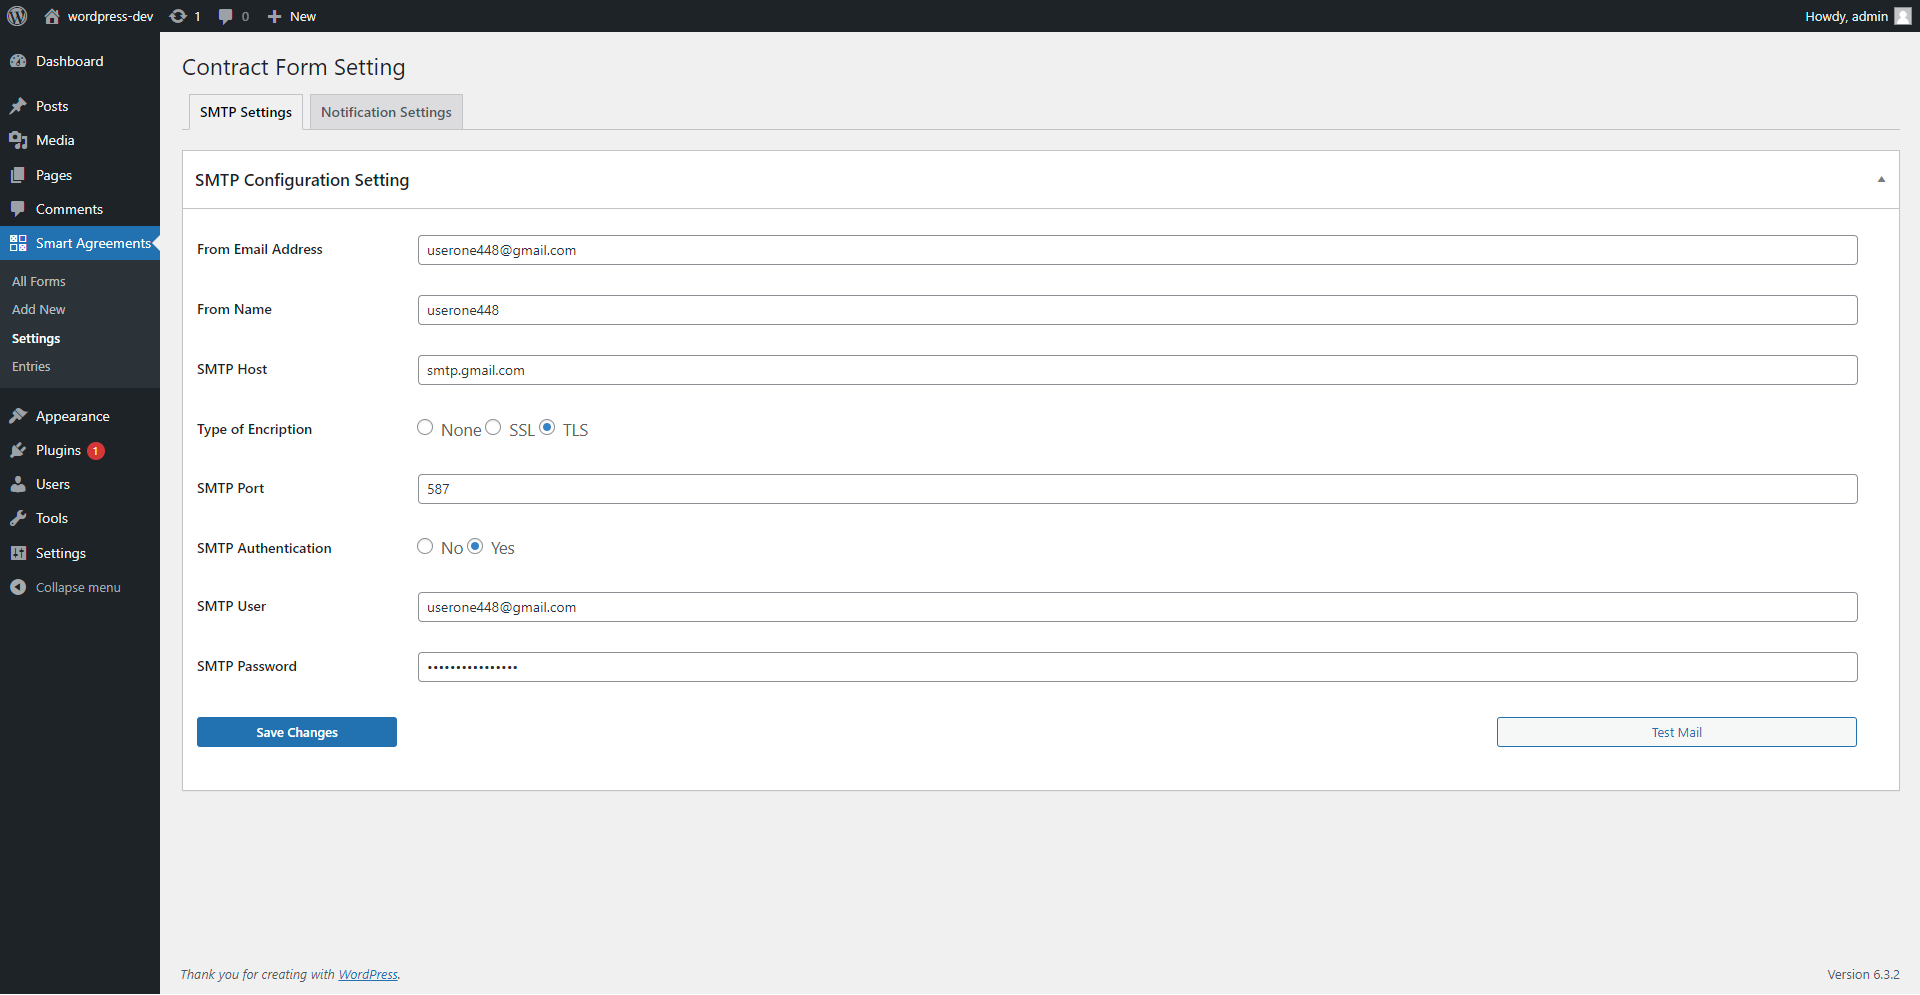 wordpress-dev 1 0 New Howdy, admin
Dashboard
Posts
Media
Pages
Comments
Smart Agreements
All Forms
Add New
Settings
Entries
Appearance
Plugins 1
Users
Tools
Settings
Collapse menu
Contract Form Setting
SMTP Settings Notification Settings
SMTP Configuration Setting
From Email Address userone448@gmail.com
From Name userone448
SMTP Host smtp.gmail.com
Type of Encription None SSL TLS
SMTP Port 587
SMTP Authentication No Yes
SMTP User userone448@gmail.com
SMTP Password ••••••••••••••••
Save Changes Test Mail
Thank you for creating with WordPress. Version 6.3.2